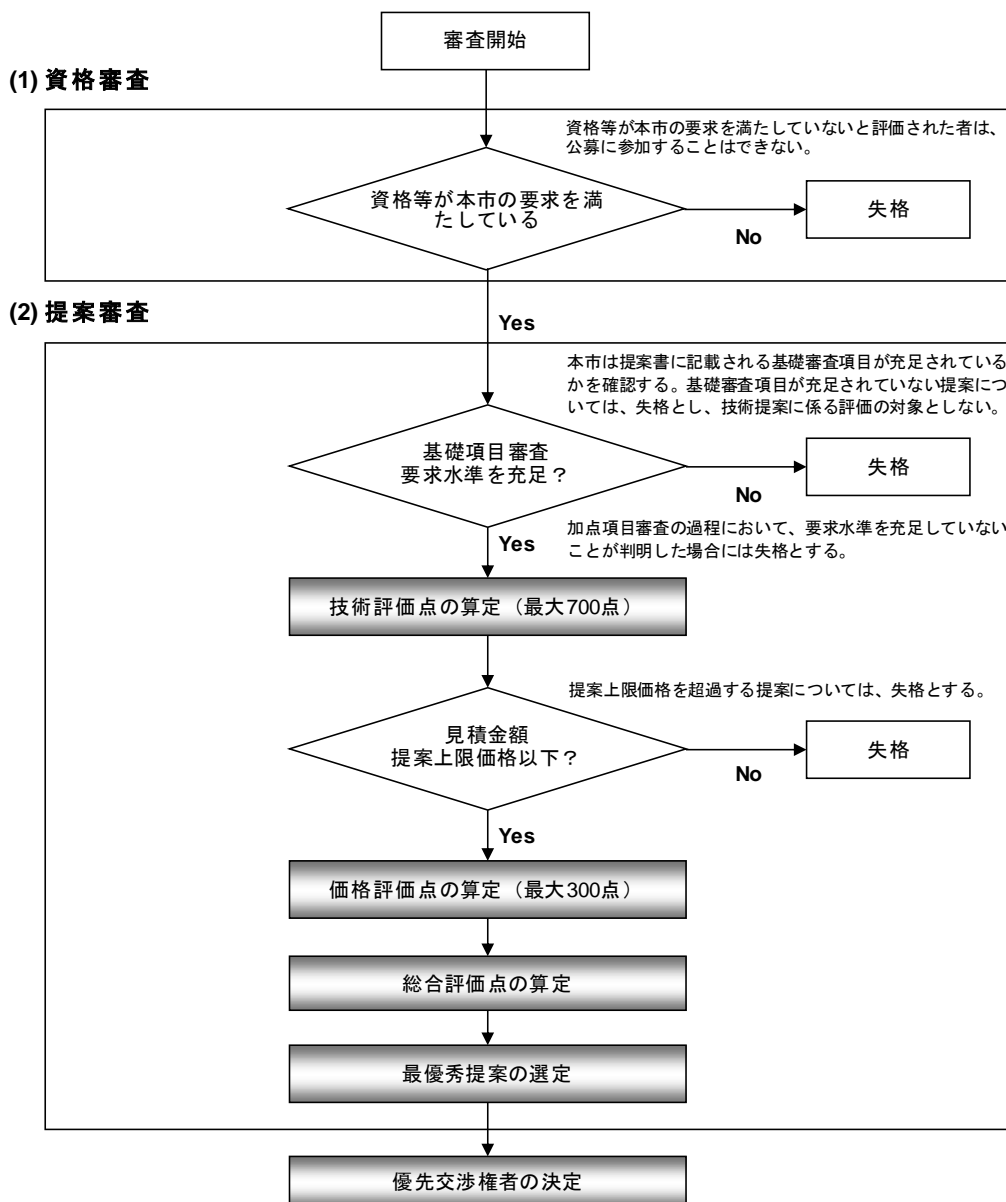 審査開始
(1) 資格審査
資格等が本市の要求を満たしていないと評価された者は、
公募に参加することはできない。
資格等が本市の要求を満
たしている
失格
No
(2) 提案審査
Yes
本市は提案書に記載される基礎審査項目が充足されている
かを確認する。基礎審査項目が充足されていない提案につ
いては、失格とし、技術提案に係る評価の対象としない。
基礎項目審査
要求水準を充足？
失格
No
Yes
加点項目審査の過程において、要求水準を充足していない
ことが判明した場合には失格とする。
技術評価点の算定（最大700点）
提案上限価格を超過する提案については、失格とする。
見積金額
提案上限価格以下？
失格
No
Yes
価格評価点の算定（最大300点）
総合評価点の算定
最優秀提案の選定
優先交渉権者の決定